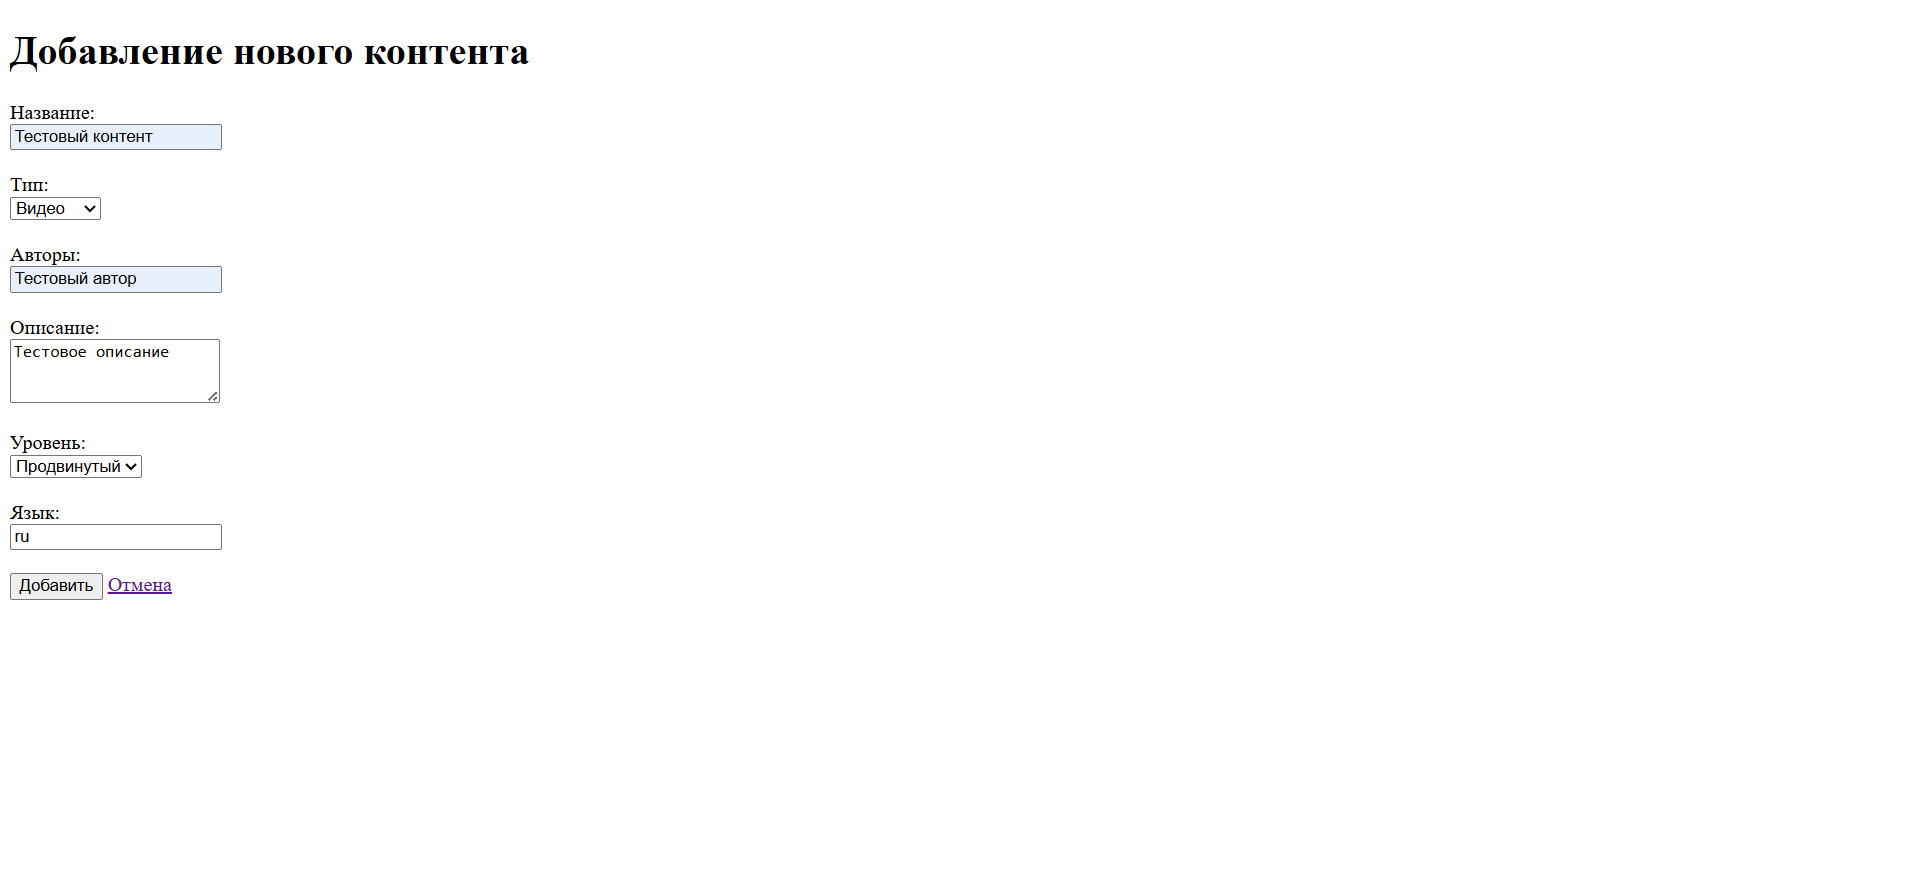 Добавление нового контента
Название:
Тестовый контент
Тип:
Видео
Авторы:
Тестовый автор
Описание:
Тестовое описание
Уровень:
Продвинутый
Язык:
ru
Добавить Отмена